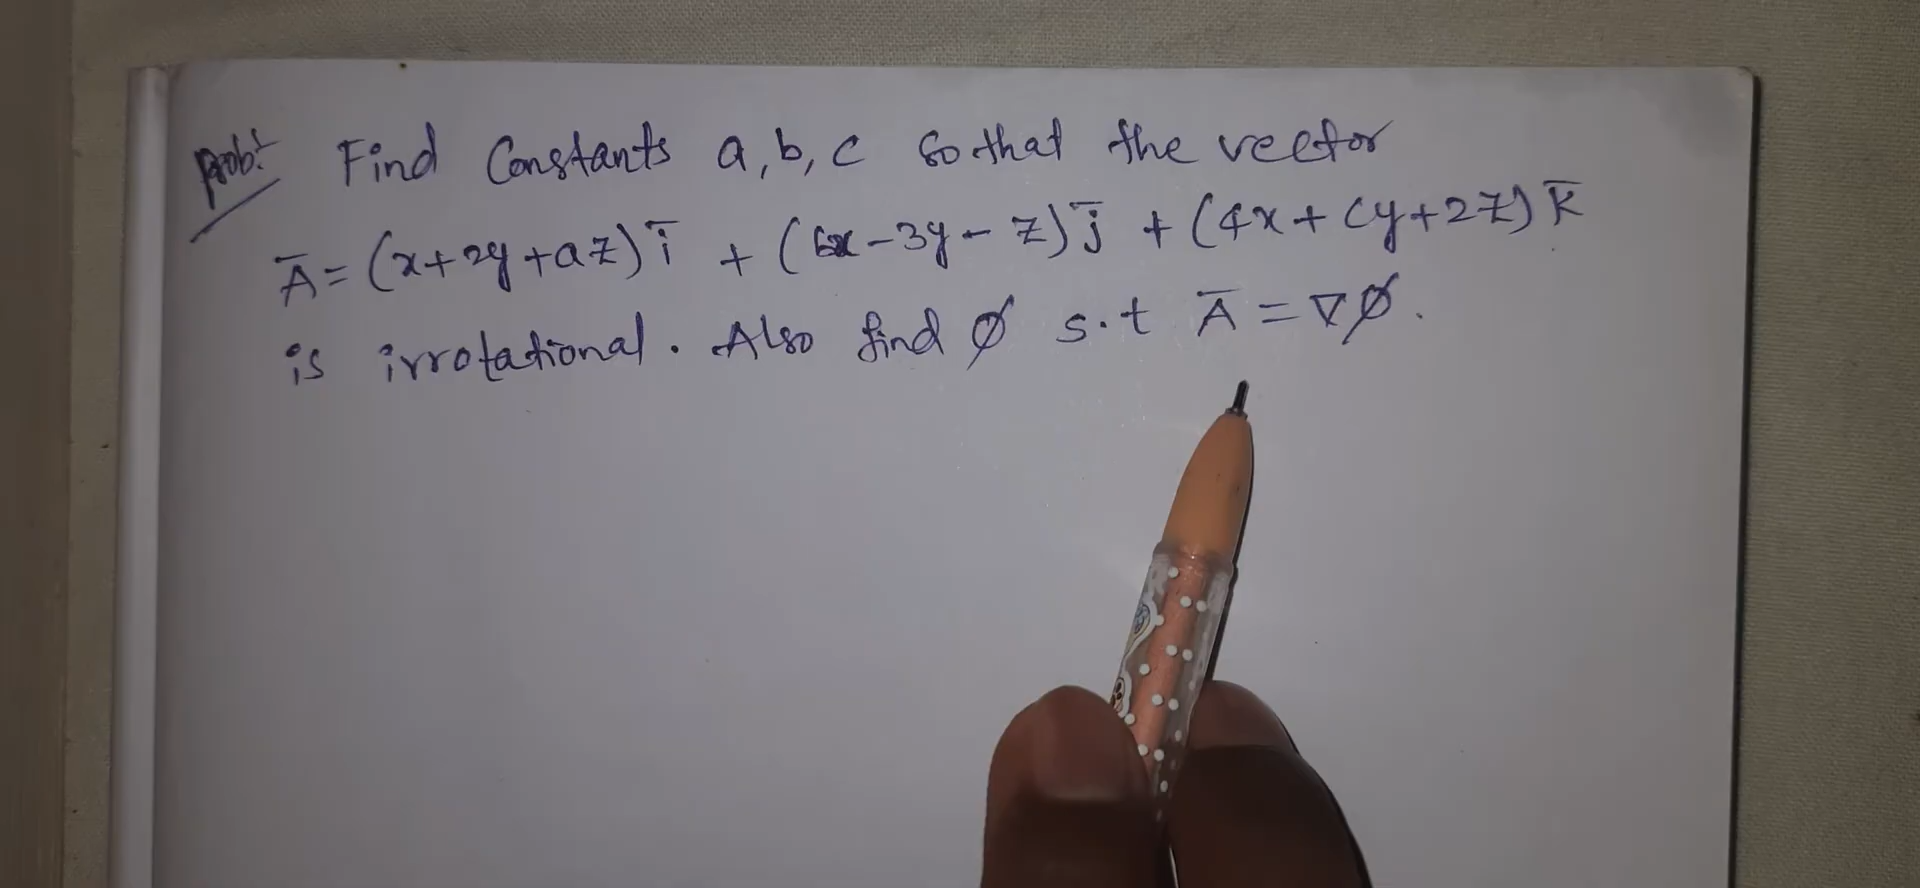 Prob:- Find Constants a, b, c so that the vector
Ā = (x+2y+az) ī + (bx-3y-z) j̄ + (4x+cy+2z) k̄
is irrotational. Also find ϕ s.t Ā = ∇ϕ.